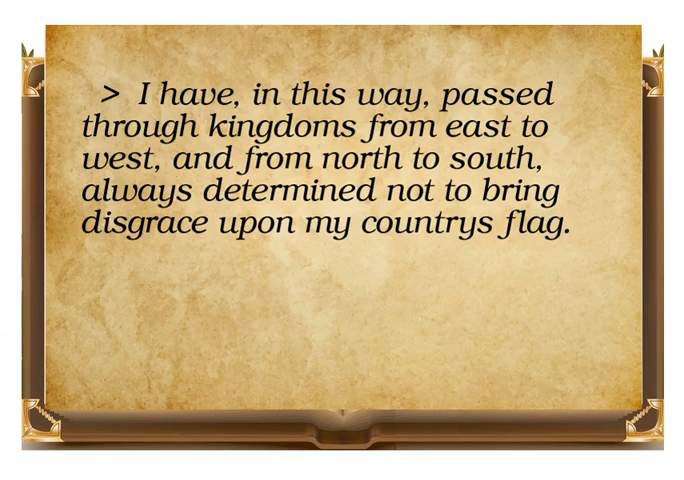 > I have, in this way, passed
through kingdoms from east to
west, and from north to south,
always determined not to bring
disgrace upon my countrys flag.